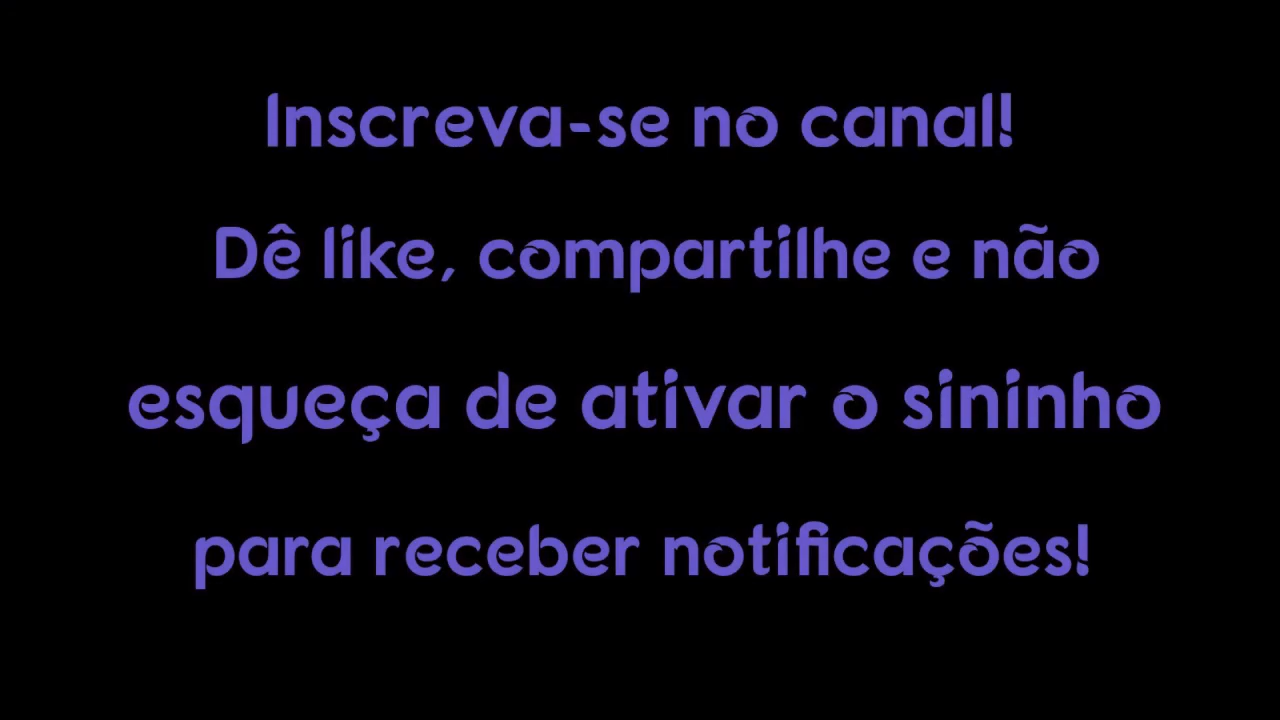 Inscreva-se no canal!
Dê like, compartilhe e não
esqueça de ativar o sininho
para receber notificações!